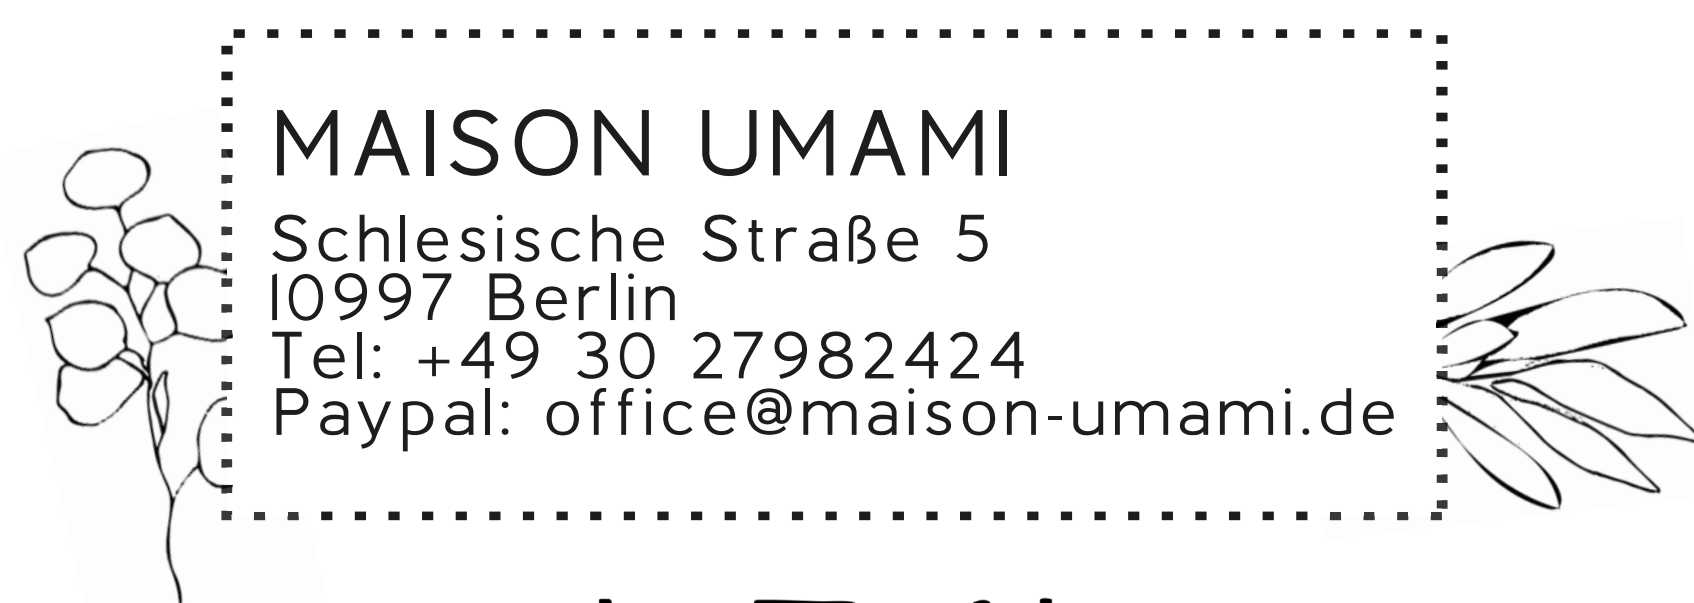 MAISON UMAMI
Schlesische Straße 5
10997 Berlin
Tel: +49 30 27982424
Paypal: office@maison-umami.de